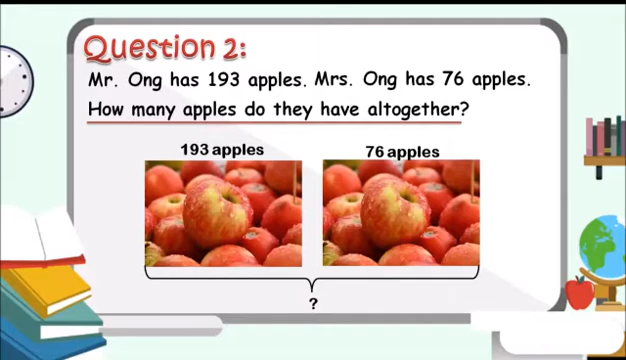 Question 2:
Mr. Ong has 193 apples. Mrs. Ong has 76 apples.
How many apples do they have altogether?
193 apples
76 apples
?